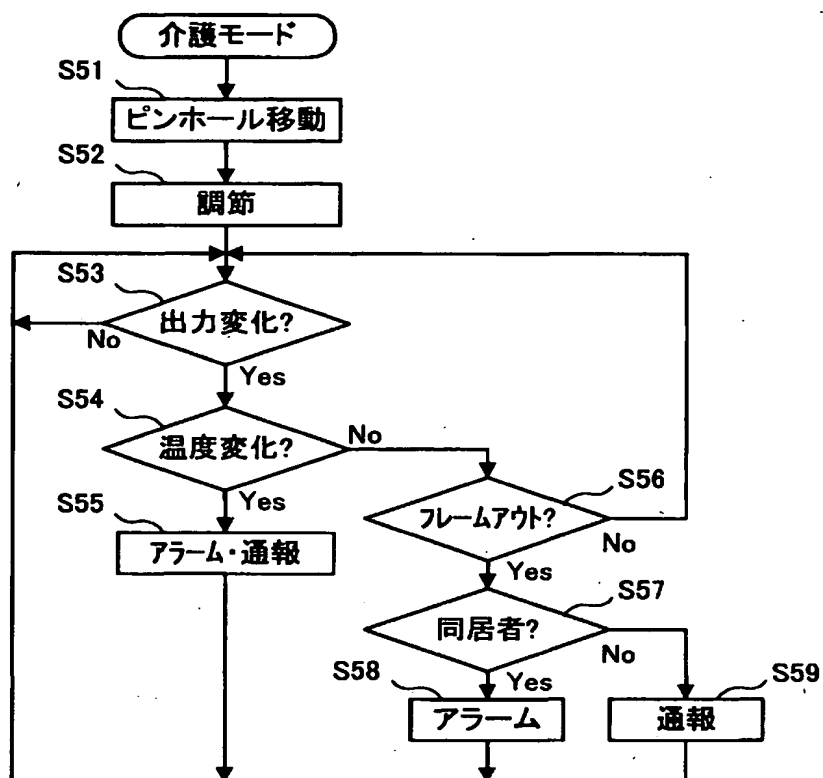 介護モード
S51
ピンホール移動
S52
調節
S53
出力変化?
No
Yes
S54
温度変化?
No
Yes
S55
アラーム・通報
S56
フレームアウト?
No
Yes
S57
同居者?
No
Yes
S58
アラーム
S59
通報